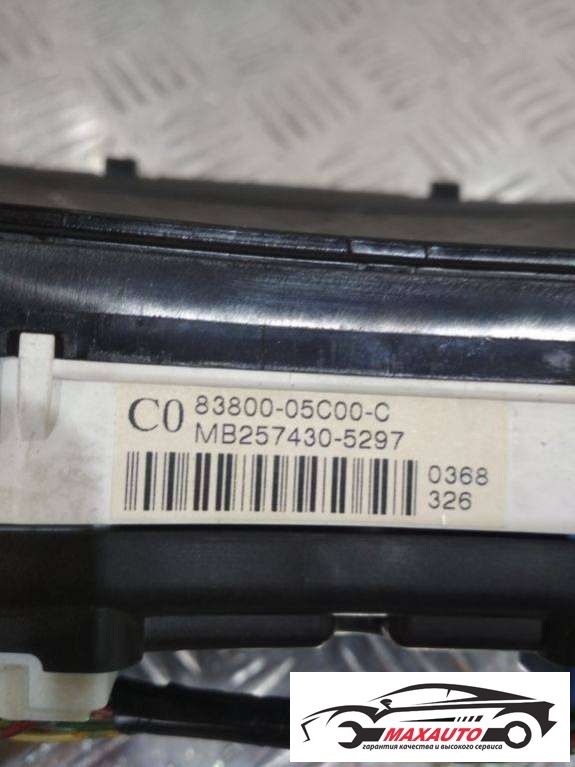 C0 83800-05C00-C
MB257430-5297
0368
326
MAXAUTO
гарантия качества и высокого сервиса